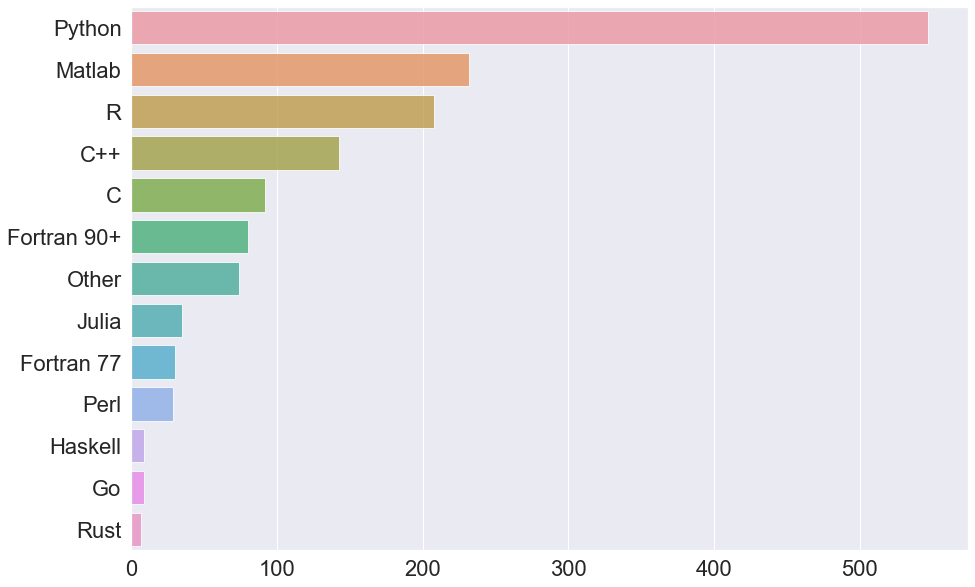 Python
Matlab
R
C++
C
Fortran 90+
Other
Julia
Fortran 77
Perl
Haskell
Go
Rust
0 100 200 300 400 500